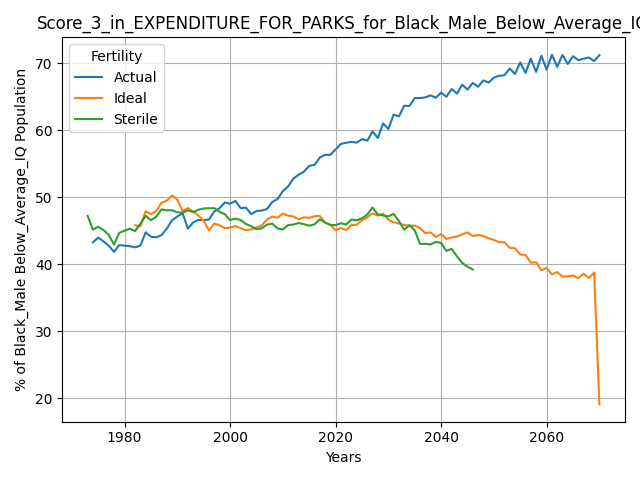 Score_3_in_EXPENDITURE_FOR_PARKS_for_Black_Male_Below_Average_IQ
Fertility
Actual
Ideal
Sterile
% of Black_Male Below_Average_IQ Population
70
60
50
40
30
20
1980 2000 2020 2040 2060
Years